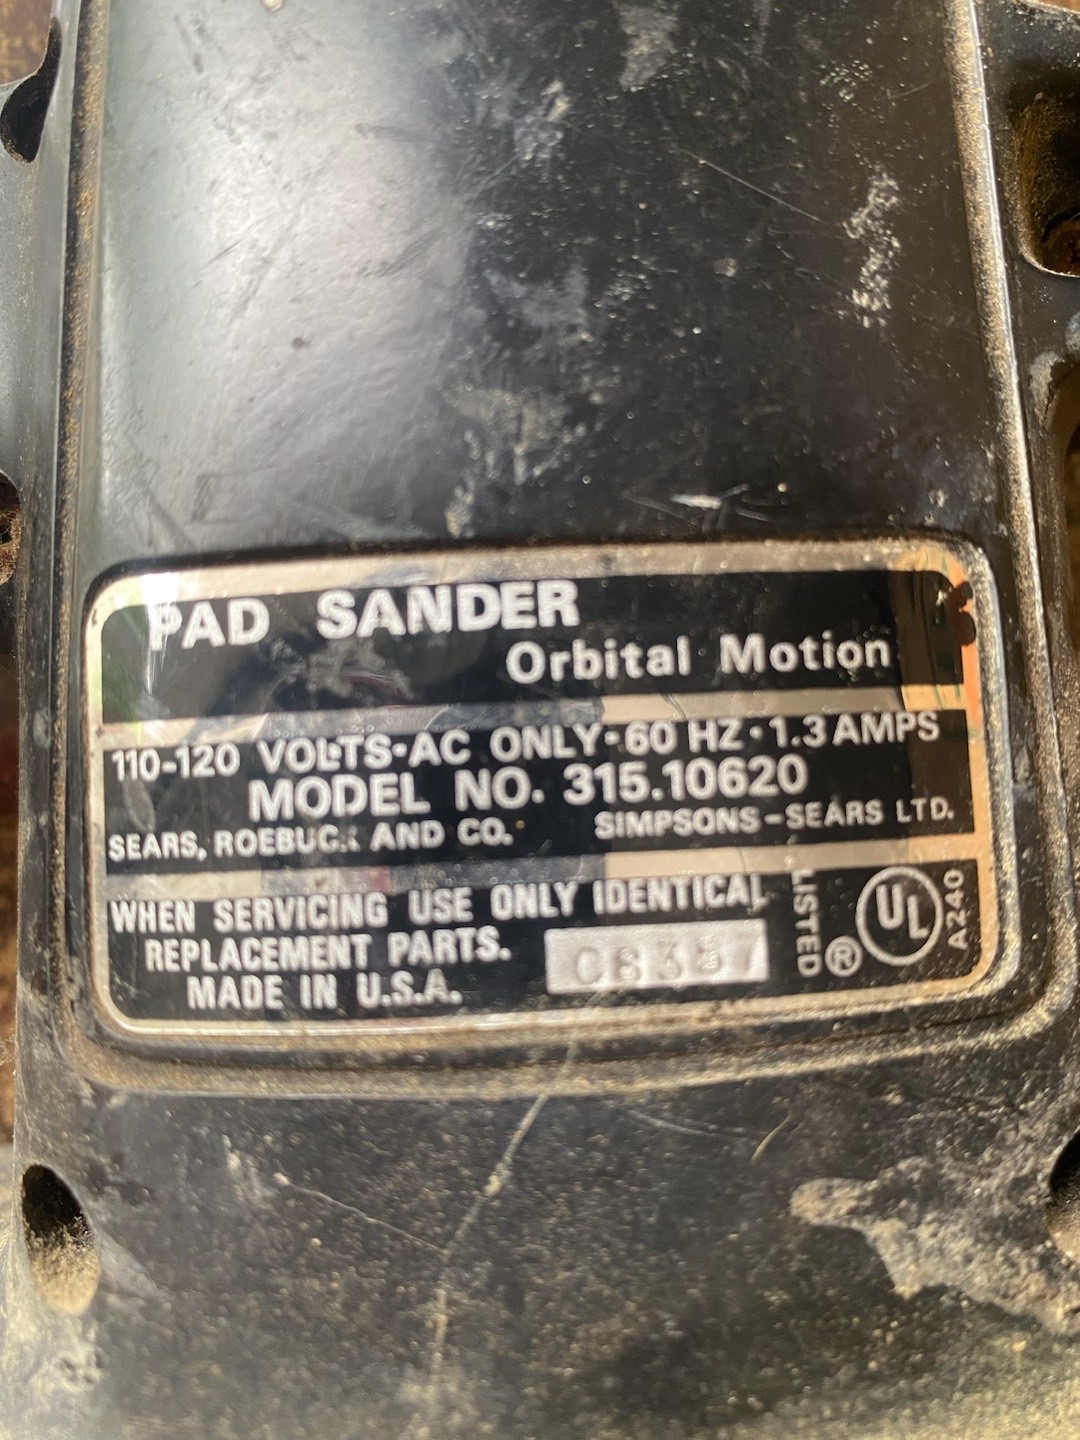 PAD SANDER
Orbital Motion
110-120 VOLTS·AC ONLY·60 HZ·1.3 AMPS
MODEL NO. 315.10620
SEARS, ROEBUCK AND CO. SIMPSONS-SEARS LTD.
WHEN SERVICING USE ONLY IDENTICAL
REPLACEMENT PARTS.
MADE IN U.S.A.
LISTED
®
UL
A240